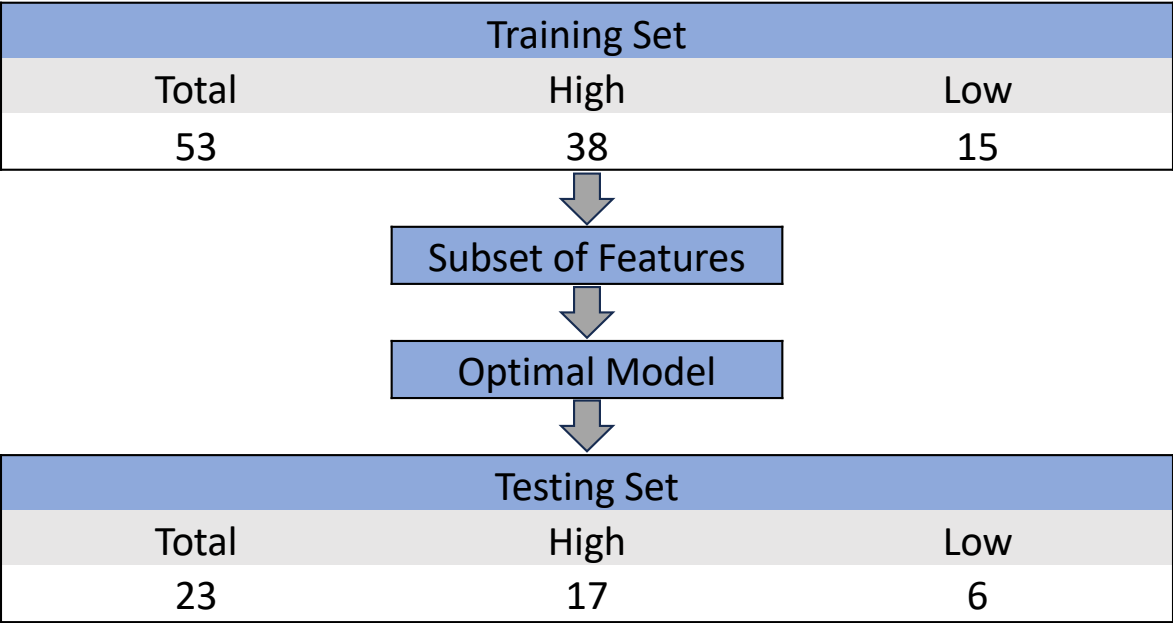 Training Set
Total High Low
53 38 15
Subset of Features
Optimal Model
Testing Set
Total High Low
23 17 6